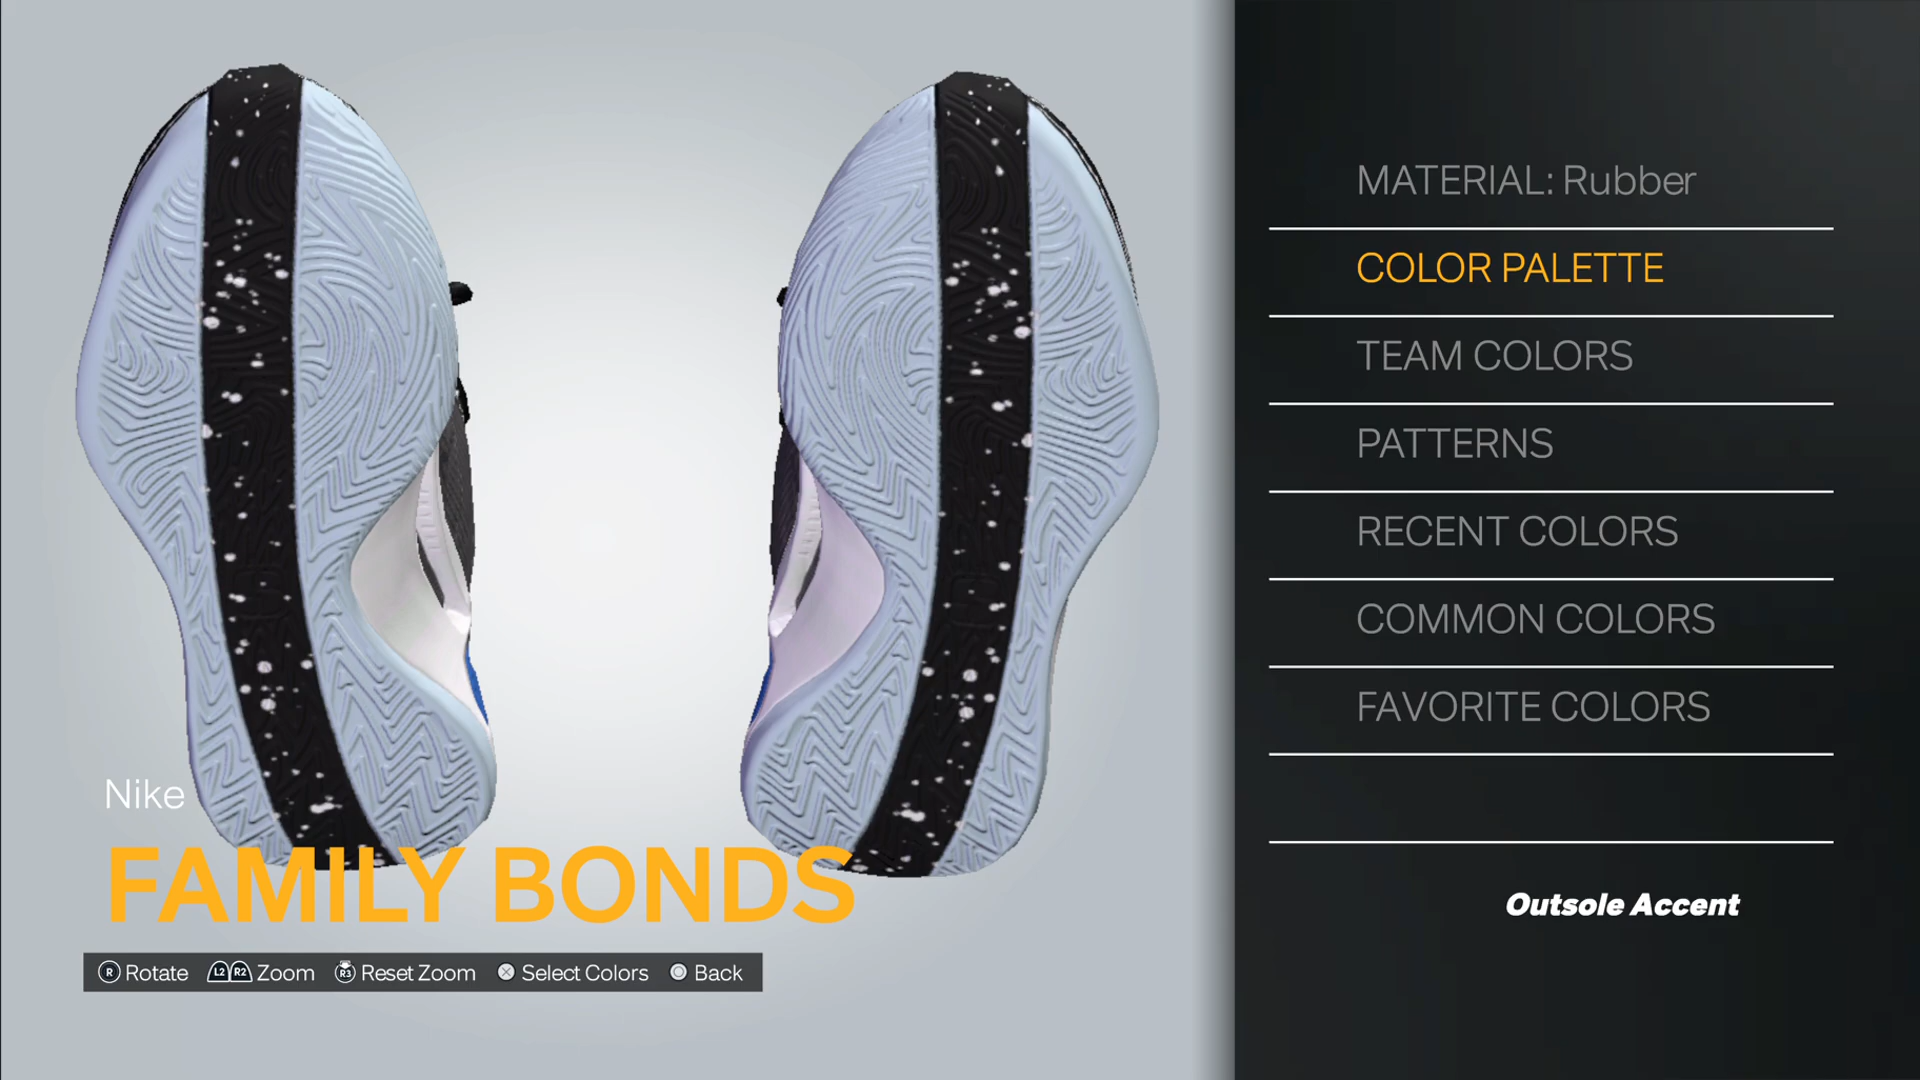 MATERIAL: Rubber
COLOR PALETTE
TEAM COLORS
PATTERNS
RECENT COLORS
COMMON COLORS
FAVORITE COLORS
Outsole Accent
Nike
FAMILY BONDS
R Rotate L2 R2 Zoom R3 Reset Zoom Select Colors Back